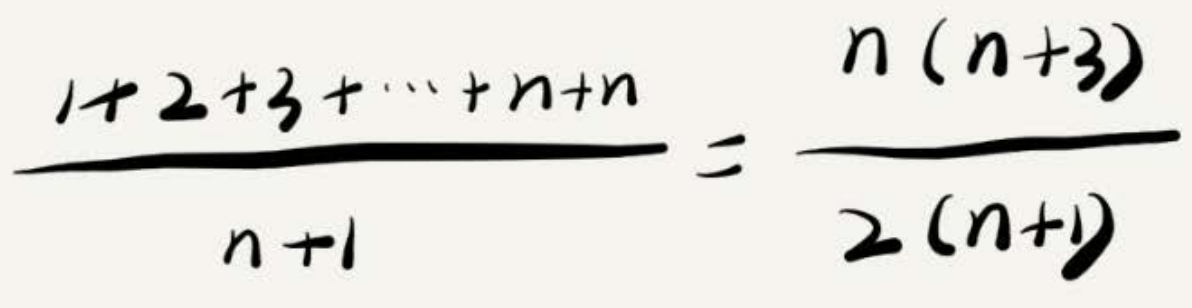 (1+2+3+⋯+n+n)/(n+1) = n(n+3)/(2(n+1))